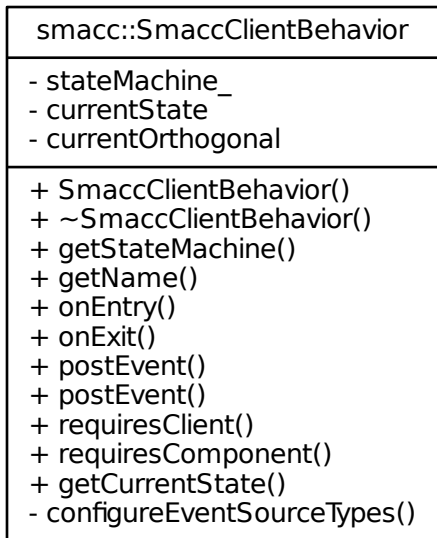 smacc::SmaccClientBehavior
- stateMachine_
- currentState
- currentOrthogonal
+ SmaccClientBehavior()
+ ~SmaccClientBehavior()
+ getStateMachine()
+ getName()
+ onEntry()
+ onExit()
+ postEvent()
+ postEvent()
+ requiresClient()
+ requiresComponent()
+ getCurrentState()
- configureEventSourceTypes()